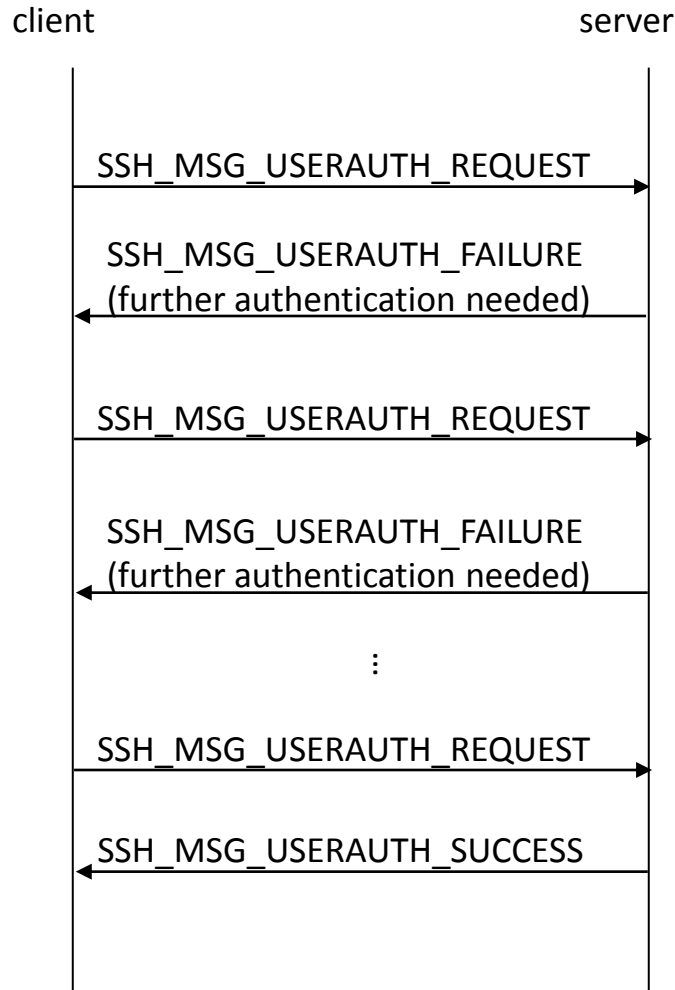 client
server
SSH_MSG_USERAUTH_REQUEST
SSH_MSG_USERAUTH_FAILURE
(further authentication needed)
SSH_MSG_USERAUTH_REQUEST
SSH_MSG_USERAUTH_FAILURE
(further authentication needed)
...
SSH_MSG_USERAUTH_REQUEST
SSH_MSG_USERAUTH_SUCCESS